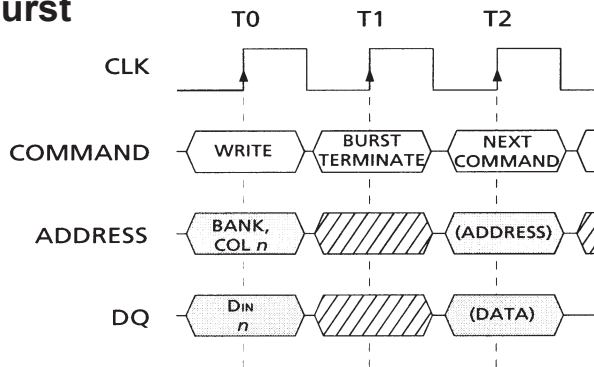 urst
T0 T1 T2
CLK
COMMAND WRITE BURST TERMINATE NEXT COMMAND
ADDRESS BANK, COL n (ADDRESS)
DQ DIN n (DATA)